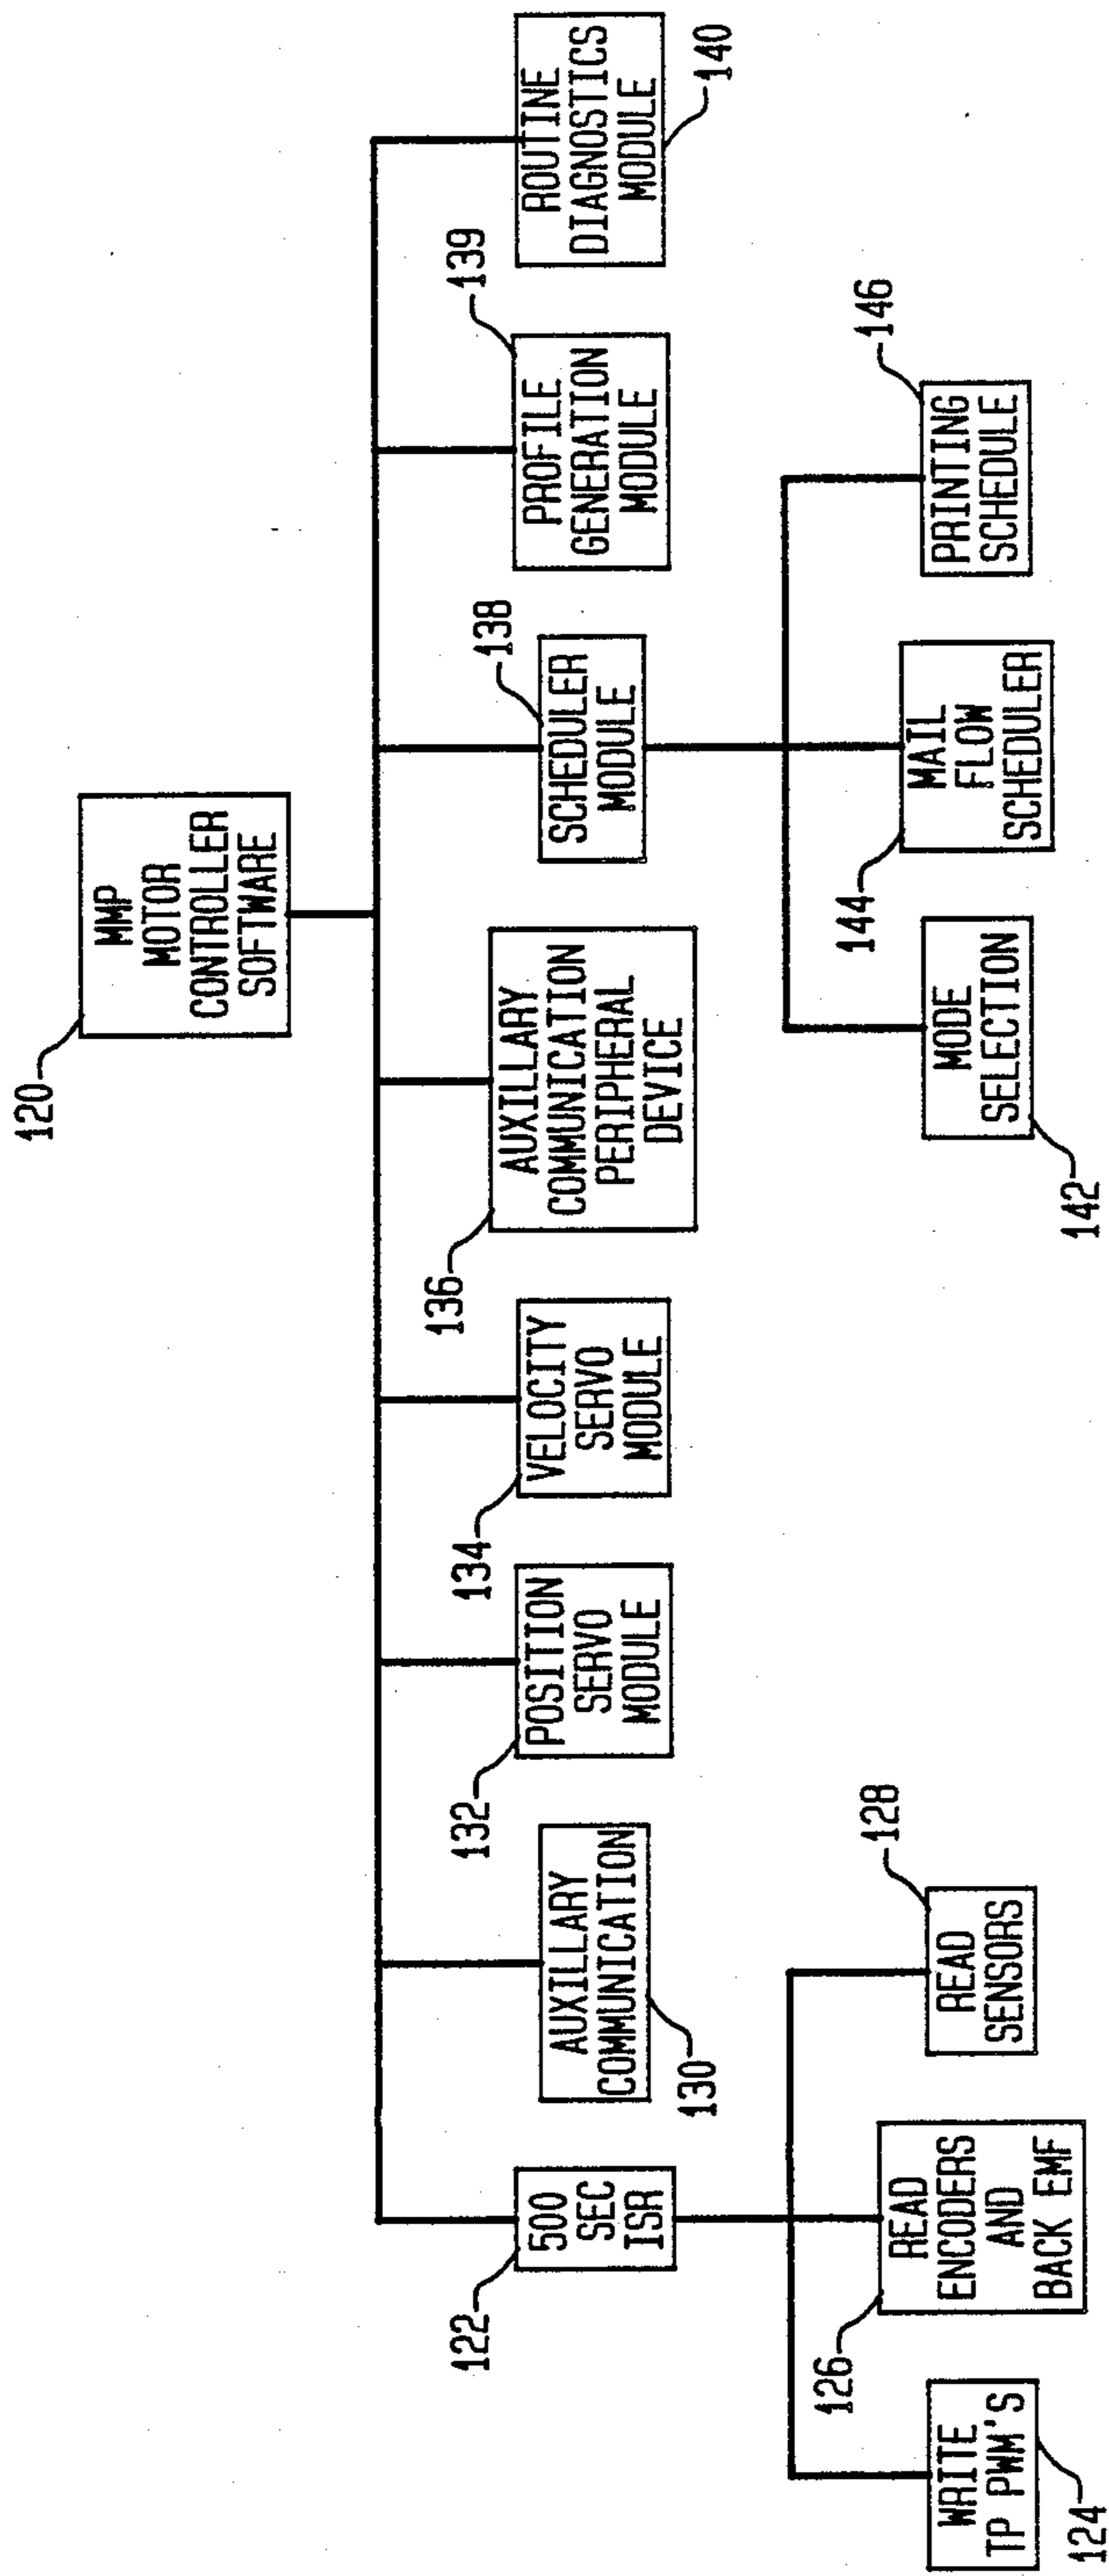 120
MMP
MOTOR
CONTROLLER
SOFTWARE
122
500
SEC
ISR
AUXILLARY
COMMUNICATION
130
132
POSITION
SERVO
MODULE
134
VELOCITY
SERVO
MODULE
136
AUXILLARY
COMMUNICATION
PERIPHERAL
DEVICE
138
SCHEDULER
MODULE
139
PROFILE
GENERATION
MODULE
ROUTINE
DIAGNOSTICS
MODULE
140
WRITE
TP PWM'S
124
126
READ
ENCODERS
AND
BACK EMF
128
READ
SENSORS
MODE
SELECTION
142
144
MAIL
FLOW
SCHEDULER
146
PRINTING
SCHEDULE